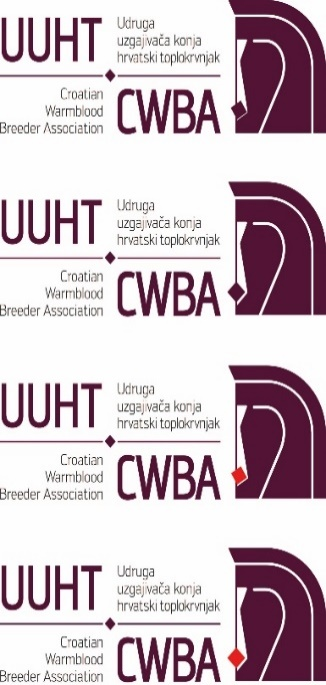 UUHT
Udruga
uzgajivača konja
hrvatski toplokrvnjak
Croatian
Warmblood
Breeder Association
CWBA
UUHT
Udruga
uzgajivača konja
hrvatski toplokrvnjak
Croatian
Warmblood
Breeder Association
CWBA
UUHT
Udruga
uzgajivača konja
hrvatski toplokrvnjak
Croatian
Warmblood
Breeder Association
CWBA
UUHT
Udruga
uzgajivača konja
hrvatski toplokrvnjak
Croatian
Warmblood
Breeder Association
CWBA